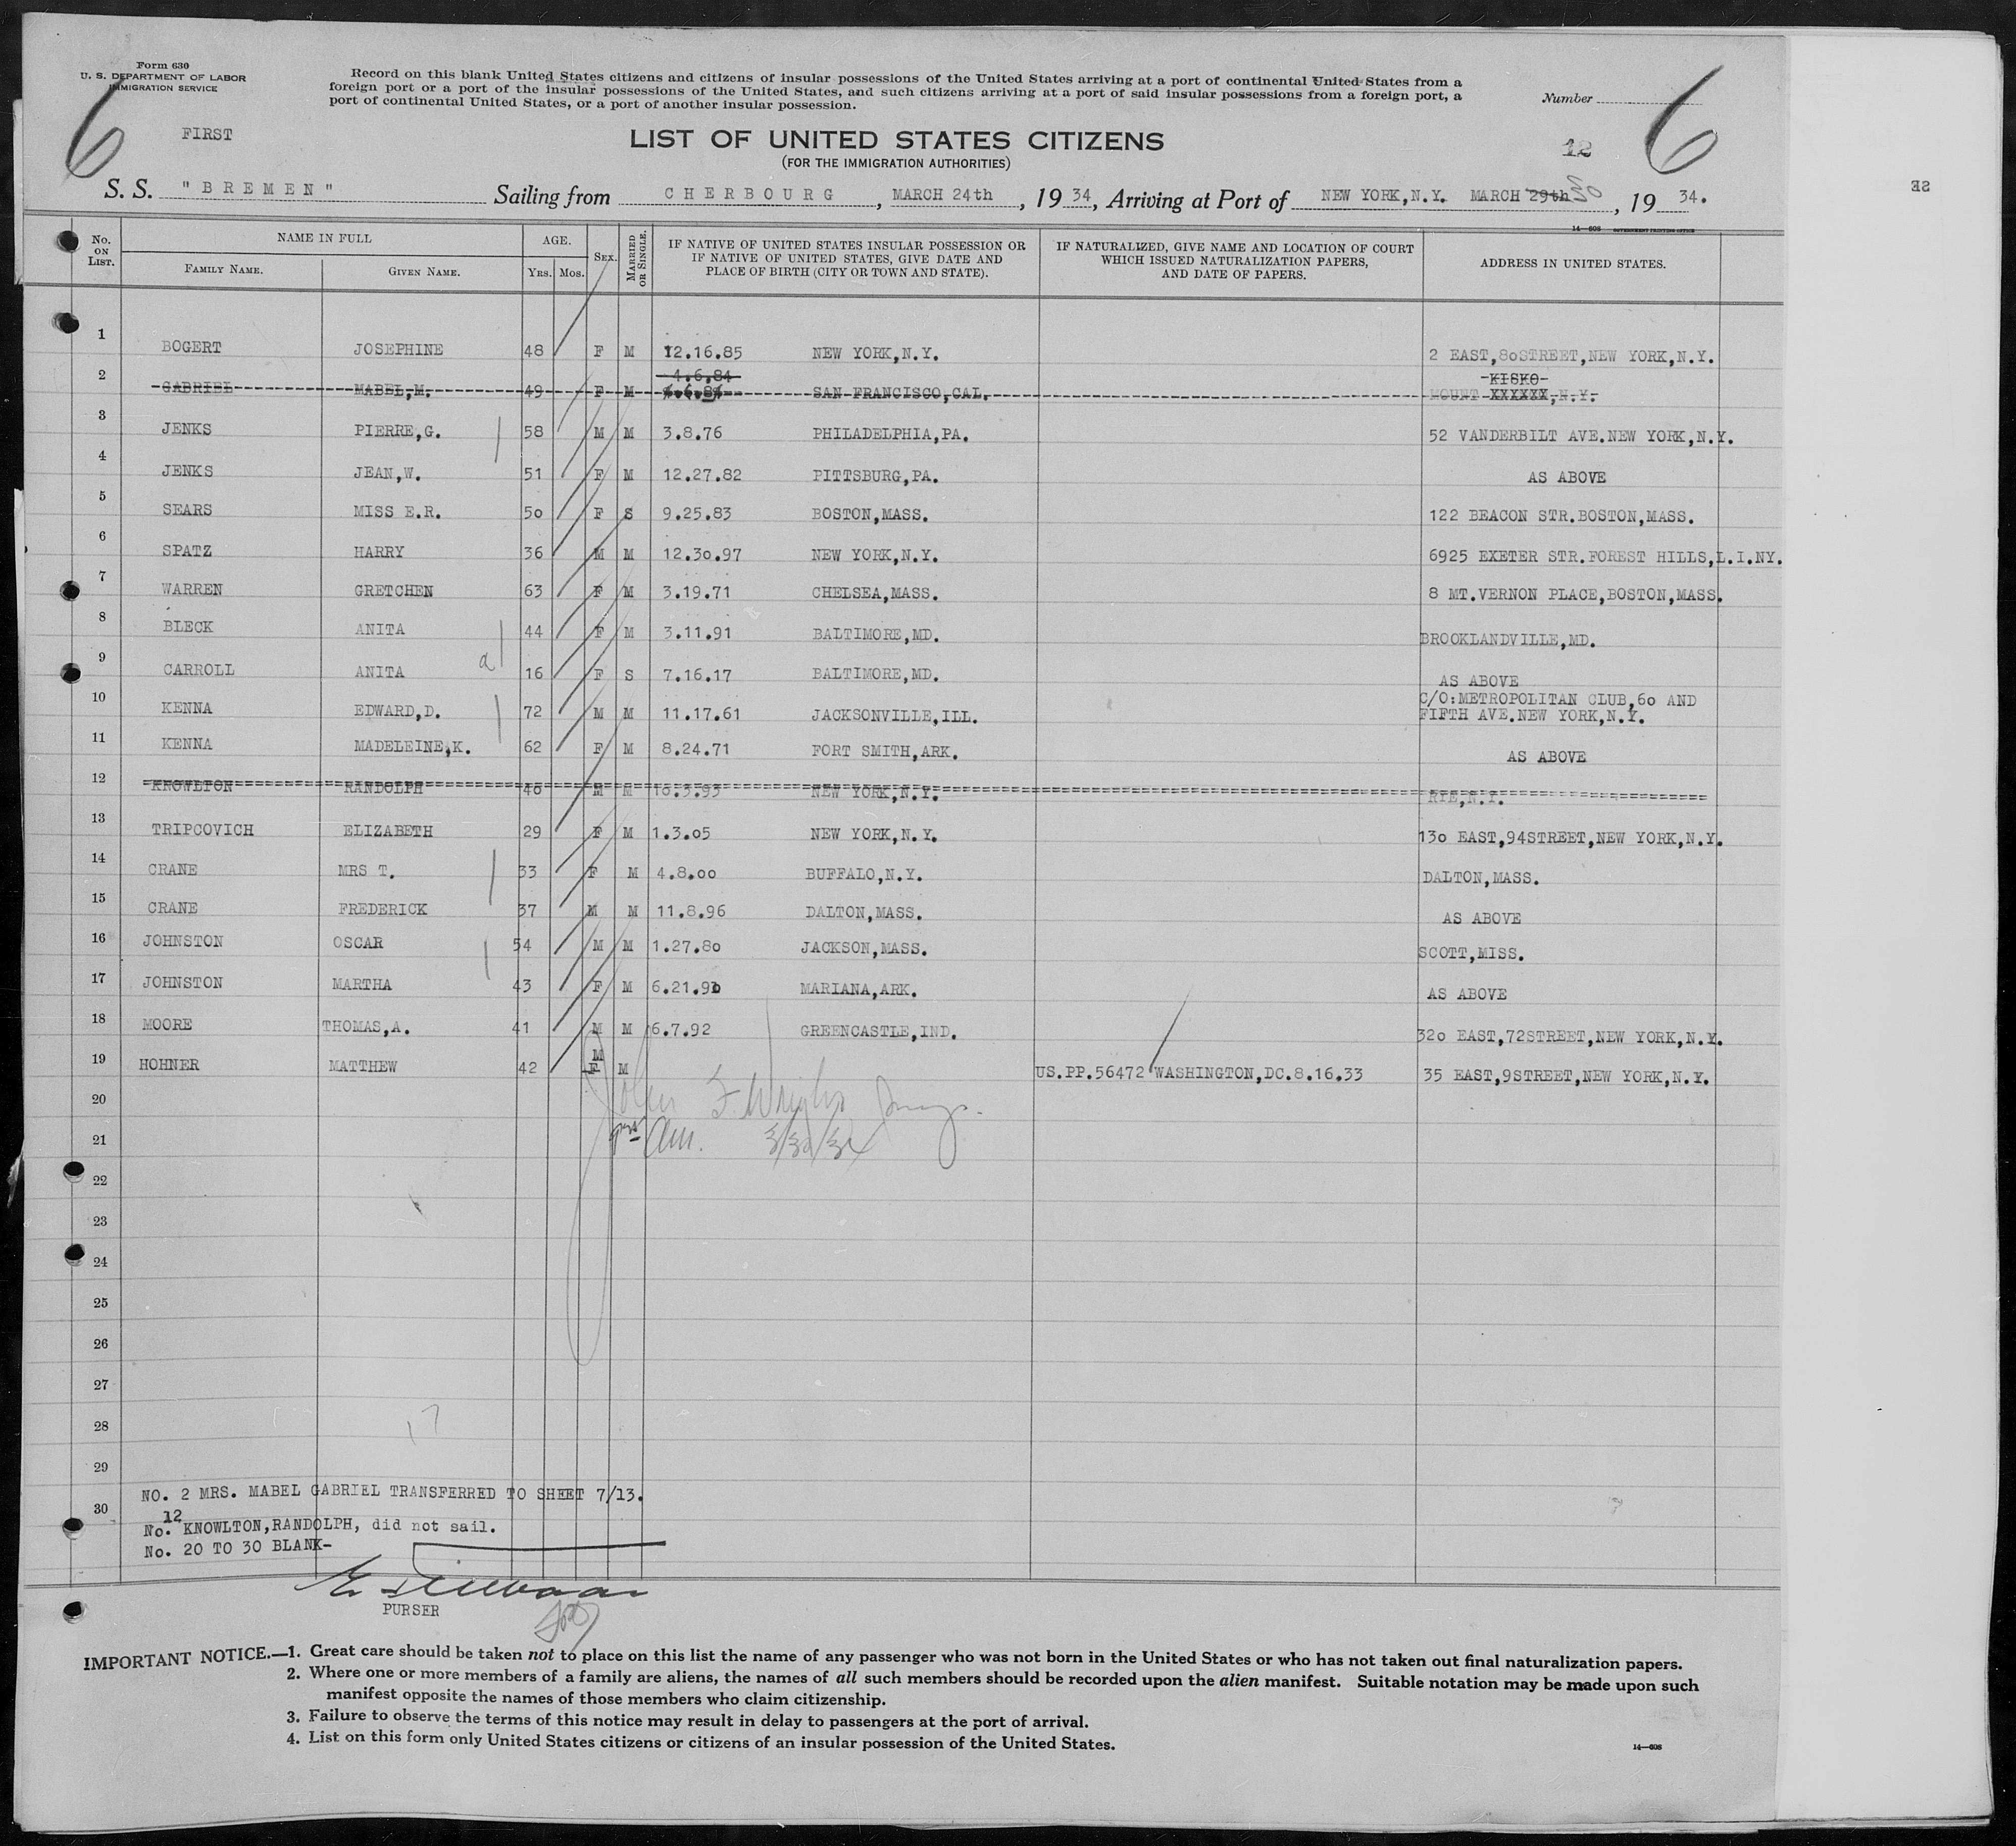 Form 630
U. S. DEPARTMENT OF LABOR
IMMIGRATION SERVICE
Record on this blank United States citizens and citizens of insular possessions of the United States arriving at a port of continental United States from a
foreign port or a port of the insular possessions of the United States, and such citizens arriving at a port of said insular possessions from a foreign port, a
port of continental United States, or a port of another insular possession.
Number
6
FIRST
LIST OF UNITED STATES CITIZENS
(FOR THE IMMIGRATION AUTHORITIES)
12
6
S. S. "BREMEN" Sailing from CHERBOURG, MARCH 24th, 1934, Arriving at Port of NEW YORK,N.Y. MARCH 29th 30, 1934.
14—608 GOVERNMENT PRINTING OFFICE
No. ON LIST. NAME IN FULL FAMILY NAME. GIVEN NAME. AGE. YRS. MOS. SEX. MARRIED OR SINGLE. IF NATIVE OF UNITED STATES INSULAR POSSESSION OR IF NATIVE OF UNITED STATES, GIVE DATE AND PLACE OF BIRTH (CITY OR TOWN AND STATE). IF NATURALIZED, GIVE NAME AND LOCATION OF COURT WHICH ISSUED NATURALIZATION PAPERS, AND DATE OF PAPERS. ADDRESS IN UNITED STATES.
1 BOGERT JOSEPHINE 48 F M 12.16.85 NEW YORK,N.Y. 2 EAST,80STREET,NEW YORK,N.Y.
4.6.84 KISKO
2 GABRIEL MABEL,M. 49 F M SAN FRANCISCO,CAL. MOUNT XXXXXX,N.Y.
3 JENKS PIERRE,G. 58 M M 3.8.76 PHILADELPHIA,PA. 52 VANDERBILT AVE.NEW YORK,N.Y.
4 JENKS JEAN,W. 51 F M 12.27.82 PITTSBURG,PA. AS ABOVE
5 SEARS MISS E.R. 50 F S 9.25.83 BOSTON,MASS. 122 BEACON STR.BOSTON,MASS.
6 SPATZ HARRY 36 M M 12.30.97 NEW YORK,N.Y. 6925 EXETER STR.FOREST HILLS,L.I.NY.
7 WARREN GRETCHEN 63 F M 3.19.71 CHELSEA,MASS. 8 MT.VERNON PLACE,BOSTON,MASS.
8 BLECK ANITA 44 F M 3.11.91 BALTIMORE,MD. BROOKLANDVILLE,MD.
9 CARROLL ANITA 16 F S 7.16.17 BALTIMORE,MD. AS ABOVE
C/O:METROPOLITAN CLUB,60 AND
10 KENNA EDWARD,D. 72 M M 11.17.61 JACKSONVILLE,ILL. FIFTH AVE.NEW YORK,N.Y.
11 KENNA MADELEINE,K. 62 F M 8.24.71 FORT SMITH,ARK. AS ABOVE
12 KNOWLTON RANDOLPH 40 M M 10.3.93 NEW YORK,N.Y. RYE,N.Y.
13 TRIPCOVICH ELIZABETH 29 F M 1.3.05 NEW YORK,N.Y. 130 EAST,94STREET,NEW YORK,N.Y.
14 CRANE MRS T. 33 F M 4.8.00 BUFFALO,N.Y. DALTON,MASS.
15 CRANE FREDERICK 37 M M 11.8.96 DALTON,MASS. AS ABOVE
16 JOHNSTON OSCAR 54 M M 1.27.80 JACKSON,MASS. SCOTT,MISS.
17 JOHNSTON MARTHA 43 F M 6.21.90 MARIANA,ARK. AS ABOVE
18 MOORE THOMAS,A. 41 M M 6.7.92 GREENCASTLE,IND. 320 EAST,72STREET,NEW YORK,N.Y.
M
19 HOHNER MATTHEW 42 F M US.PP.56472 WASHINGTON,DC.8.16.33 35 EAST,9STREET,NEW YORK,N.Y.
20 John F. Wright
21 3/30/34
22
23
24
25
26
27
28 17
29
NO. 2 MRS. MABEL GABRIEL TRANSFERRED TO SHEET 7/13.
30 12
No. KNOWLTON,RANDOLPH, did not sail.
No. 20 TO 30 BLANK-
PURSER
IMPORTANT NOTICE.—1. Great care should be taken not to place on this list the name of any passenger who was not born in the United States or who has not taken out final naturalization papers.
2. Where one or more members of a family are aliens, the names of all such members should be recorded upon the alien manifest. Suitable notation may be made upon such
manifest opposite the names of those members who claim citizenship.
3. Failure to observe the terms of this notice may result in delay to passengers at the port of arrival.
4. List on this form only United States citizens or citizens of an insular possession of the United States.
14—608